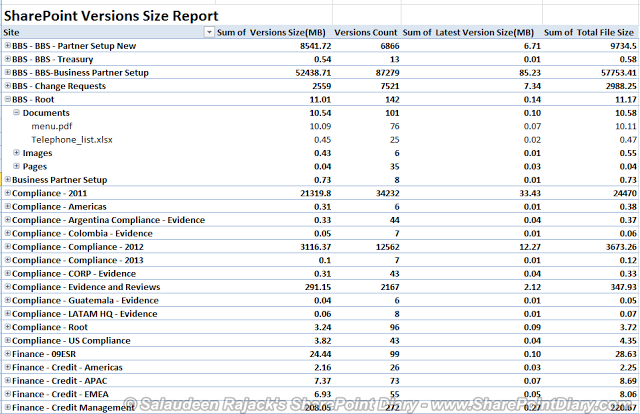 SharePoint Versions Size Report
Site Sum of Versions Size(MB) Versions Count Sum of Latest Version Size(MB) Sum of Total File Size
BBS - BBS - Partner Setup New 8541.72 6866 6.71 9734.5
BBS - BBS - Treasury 0.54 13 0.01 0.58
BBS - BBS-Business Partner Setup 52438.71 87279 85.23 57753.41
BBS - Change Requests 2559 7521 7.34 2988.25
BBS - Root 11.01 142 0.14 11.17
Documents 10.54 101 0.10 10.58
menu.pdf 10.09 76 0.07 10.11
Telephone_list.xlsx 0.45 25 0.02 0.47
Images 0.43 6 0.01 0.55
Pages 0.04 35 0.03 0.04
Business Partner Setup 0.73 8 0.01 0.73
Compliance - 2011 21319.8 34232 33.43 24470
Compliance - Americas 0.31 6 0.01 0.38
Compliance - Argentina Compliance - Evidence 0.33 44 0.04 0.37
Compliance - Colombia - Evidence 0.05 7 0.01 0.06
Compliance - Compliance - 2012 3116.37 12562 12.27 3673.26
Compliance - Compliance - 2013 0.1 7 0.01 0.12
Compliance - CORP - Evidence 0.31 43 0.04 0.33
Compliance - Evidence and Reviews 291.15 2167 2.12 347.93
Compliance - Guatemala - Evidence 0.04 6 0.01 0.05
Compliance - LATAM HQ - Evidence 0.06 8 0.01 0.07
Compliance - Root 3.24 96 0.09 3.72
Compliance - US Compliance 3.82 43 0.04 4.35
Finance - 09ESR 24.44 99 0.10 28.63
Finance - Credit - Americas 2.16 26 0.03 2.25
Finance - Credit - APAC 7.37 73 0.07 8.69
Finance - Credit - EMEA 6.93 55 0.05 8.06
Finance - Credit Management 208.05 272 0.27
© Salaudeen Rajack's SharePoint Diary - www.SharePointDiary.com